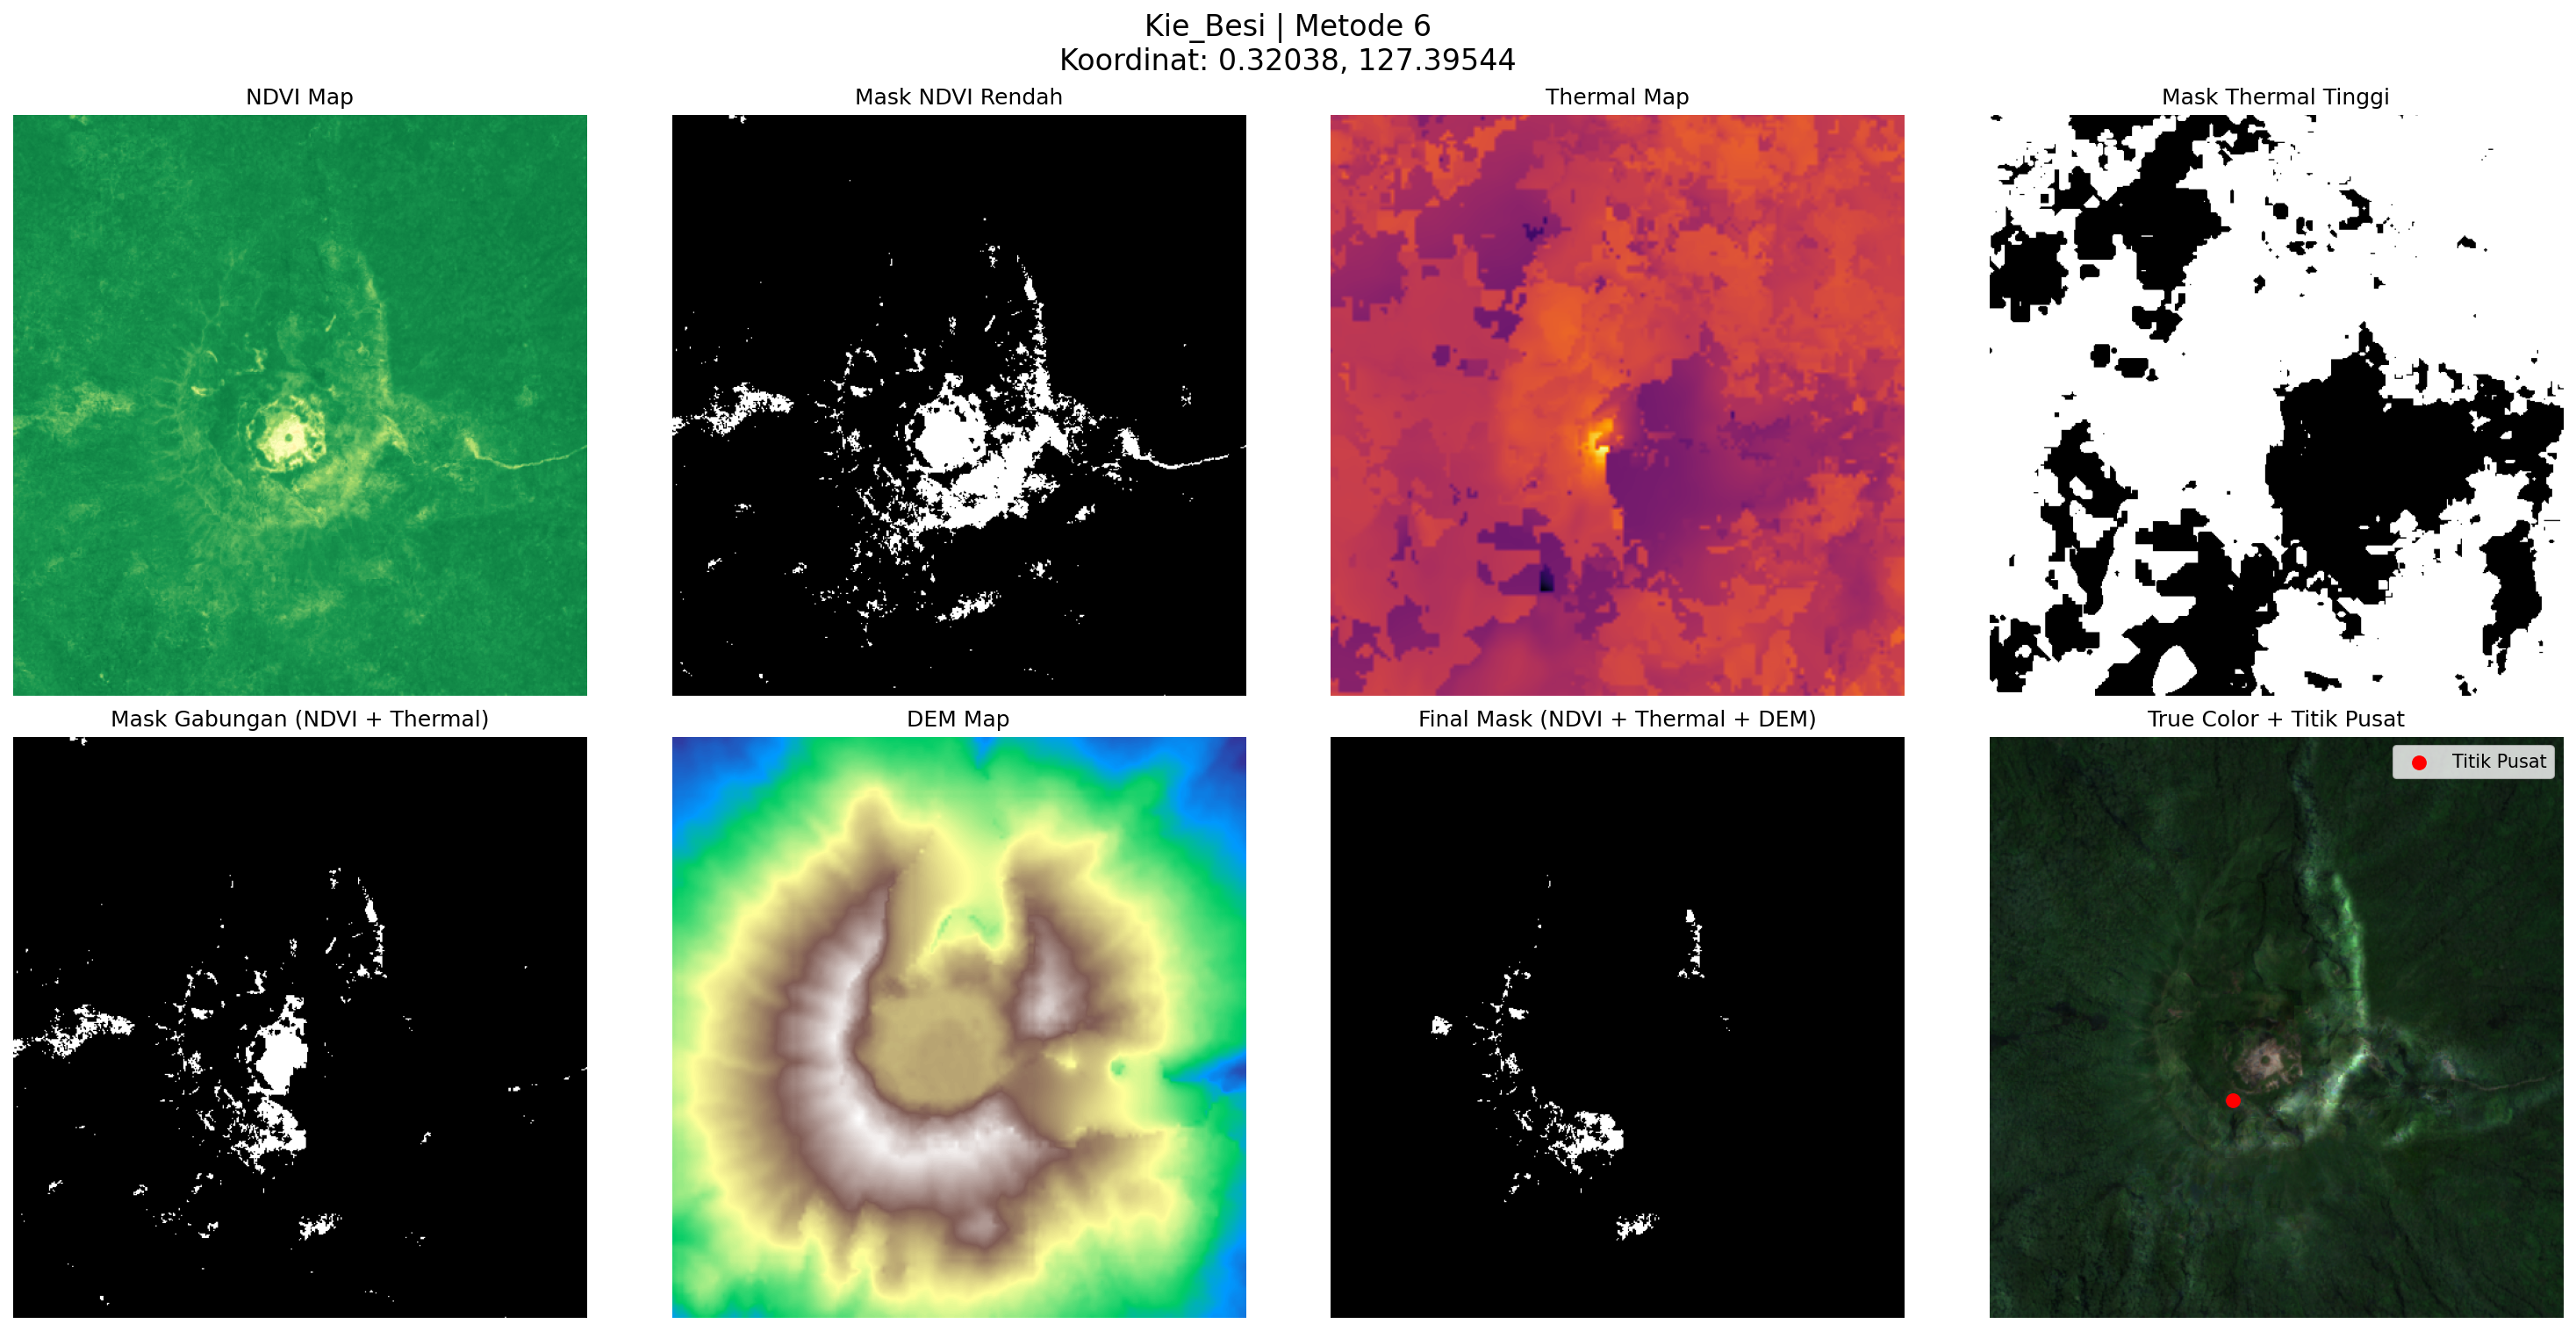 Kie_Besi | Metode 6
Koordinat: 0.32038, 127.39544
NDVI Map
Mask NDVI Rendah
Thermal Map
Mask Thermal Tinggi
Mask Gabungan (NDVI + Thermal)
DEM Map
Final Mask (NDVI + Thermal + DEM)
True Color + Titik Pusat
Titik Pusat